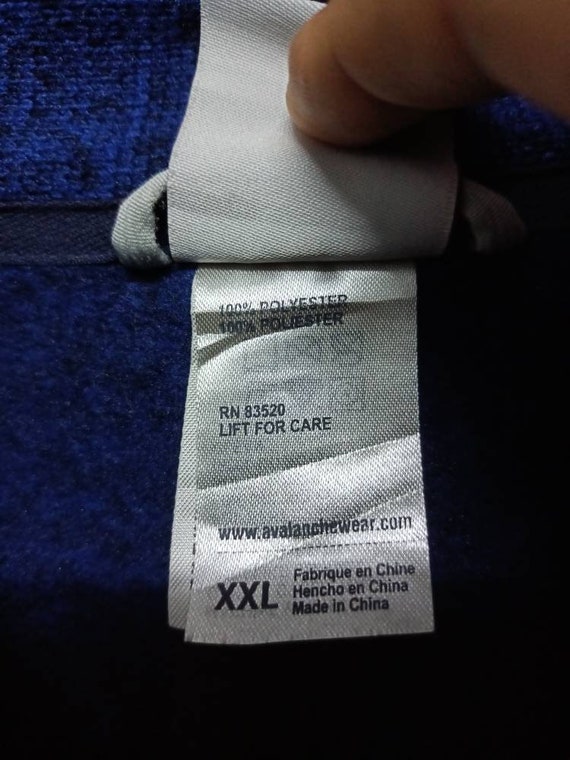 100% POLYESTER
100% POLIESTER
RN 83520
LIFT FOR CARE
www.avalanchewear.com
XXL
Fabrique en Chine
Hencho en China
Made in China